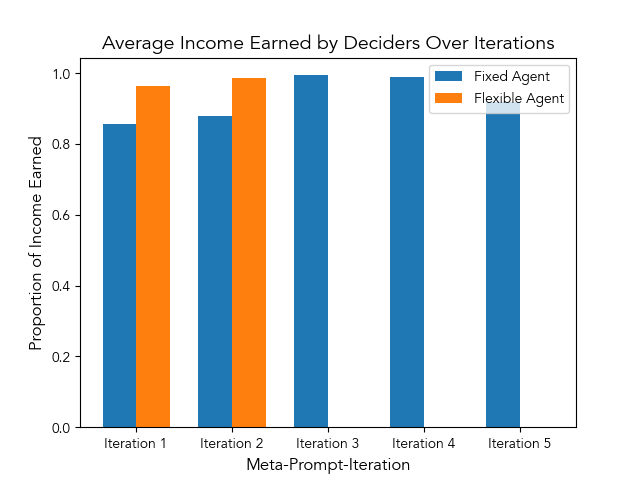 Average Income Earned by Deciders Over Iterations
Fixed Agent
Flexible Agent
1.0
0.8
0.6
0.4
0.2
0.0
Proportion of Income Earned
Iteration 1
Iteration 2
Iteration 3
Iteration 4
Iteration 5
Meta-Prompt-Iteration